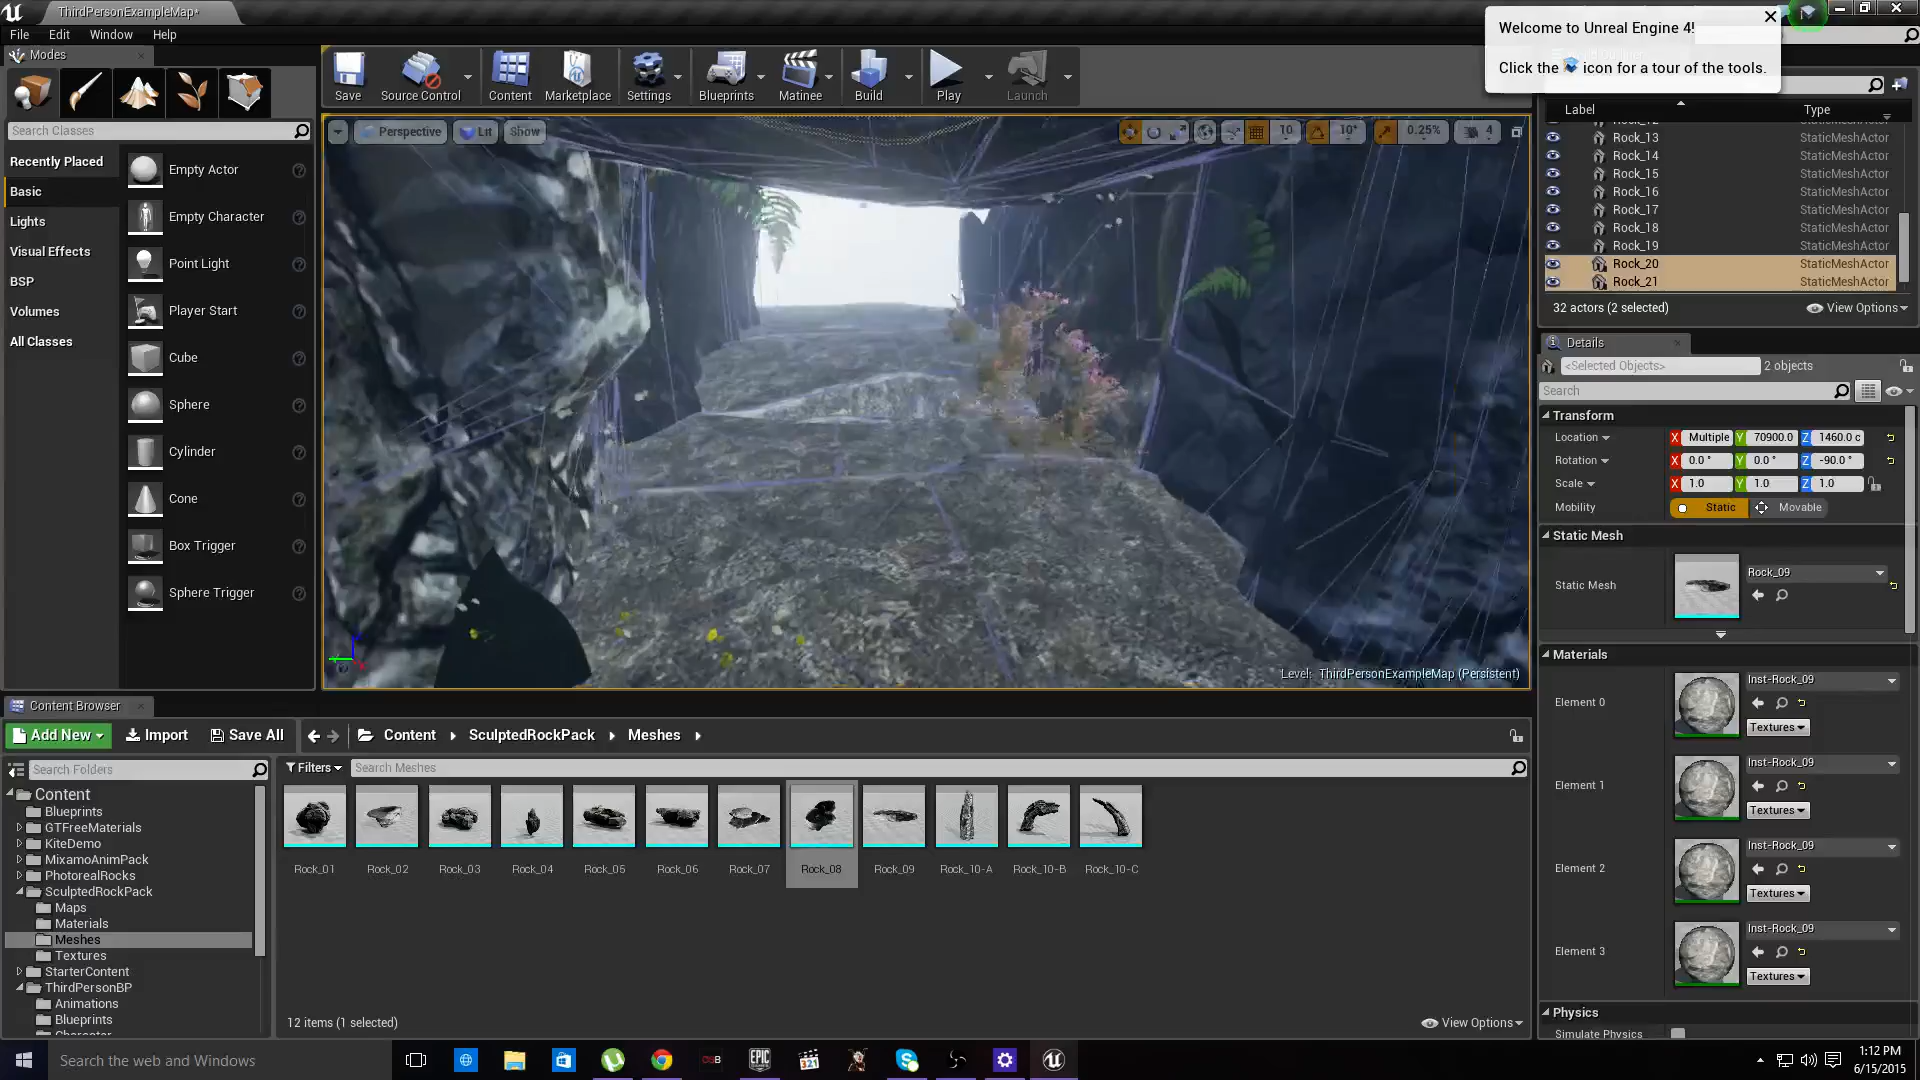 ThirdPersonExampleMap*
File Edit Window Help
Modes
Search Classes
Recently Placed
Basic
Lights
Visual Effects
BSP
Volumes
All Classes
Empty Actor
Empty Character
Point Light
Player Start
Cube
Sphere
Cylinder
Cone
Box Trigger
Sphere Trigger
Save Source Control Content Marketplace Settings Blueprints Matinee Build Play Launch
Perspective Lit Show
10 10° 0.25% 4
Level: ThirdPersonExampleMap (Persistent)
Welcome to Unreal Engine 4!
Click the icon for a tour of the tools.
Label Type
Rock_12
Rock_13 StaticMeshActor
Rock_14 StaticMeshActor
Rock_15 StaticMeshActor
Rock_16 StaticMeshActor
Rock_17 StaticMeshActor
Rock_18 StaticMeshActor
Rock_19 StaticMeshActor
Rock_20 StaticMeshActor
Rock_21 StaticMeshActor
32 actors (2 selected) View Options
Details
<Selected Objects> 2 objects
Search
Transform
Location X Multiple Y 70900.0 Z 1460.0 c
Rotation X 0.0 ° Y 0.0 ° Z -90.0 °
Scale X 1.0 Y 1.0 Z 1.0
Mobility Static Movable
Static Mesh
Static Mesh Rock_09
Materials
Element 0 Inst-Rock_09
Textures
Element 1 Inst-Rock_09
Textures
Element 2 Inst-Rock_09
Textures
Element 3 Inst-Rock_09
Textures
Physics
Simulate Physics
Content Browser
Add New Import Save All Content SculptedRockPack Meshes
Search Folders
Filters Search Meshes
Content
Blueprints
GTFreeMaterials
KiteDemo
MixamoAnimPack
PhotorealRocks
SculptedRockPack
Maps
Materials
Meshes
Textures
StarterContent
ThirdPersonBP
Animations
Blueprints
Character
Rock_01 Rock_02 Rock_03 Rock_04 Rock_05 Rock_06 Rock_07 Rock_08 Rock_09 Rock_10-A Rock_10-B Rock_10-C
12 items (1 selected) View Options
Search the web and Windows
EPIC GAMES
321
1:12 PM
6/15/2015